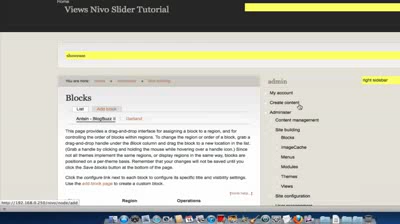 Home
Views Nivo Slider Tutorial
showcase
You are here:
admin
right sidebar
My account
Create content
Administer
Content management
Site building
Blocks
ImageCache
Menus
Modules
Themes
Views
Site configuration
Blocks
List
Add block
Antsin - BlogBuzz II
Garland
This page provides a drag-and-drop interface for assigning a block to a region, and for
controlling the order of blocks within regions. To change the region or order of a block, grab a
drag-and-drop handle under the Block column and drag the block to a new location in the list.
(Grab a handle by clicking and holding the mouse while hovering over a handle icon.) Since
not all themes implement the same regions, or display regions in the same way, blocks are
positioned on a per-theme basis. Remember that your changes will not be saved until you
click the Save blocks button at the bottom of the page.
Click the configure link next to each block to configure its specific title and visibility settings.
Use the add block page to create a custom block.
Region
Operations